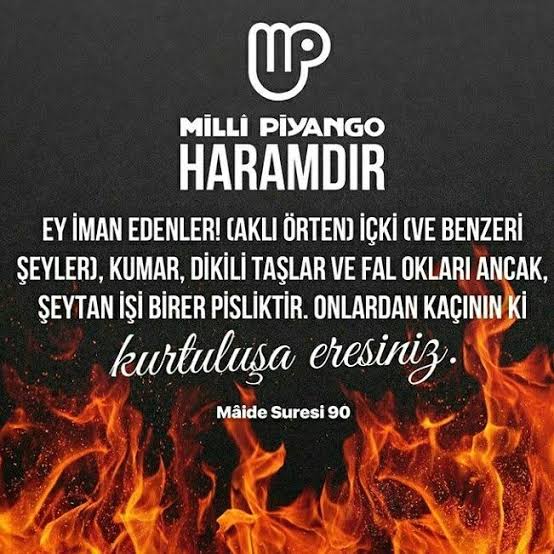 MİLLÎ PİYANGO
HARAMDIR
EY İMAN EDENLER! (AKLI ÖRTEN) İÇKİ (VE BENZERİ
ŞEYLER), KUMAR, DİKİLİ TAŞLAR VE FAL OKLARI ANCAK,
ŞEYTAN İŞİ BİRER PİSLİKTİR. ONLARDAN KAÇININ Kİ
kurtuluşa eresiniz.
Mâide Suresi 90